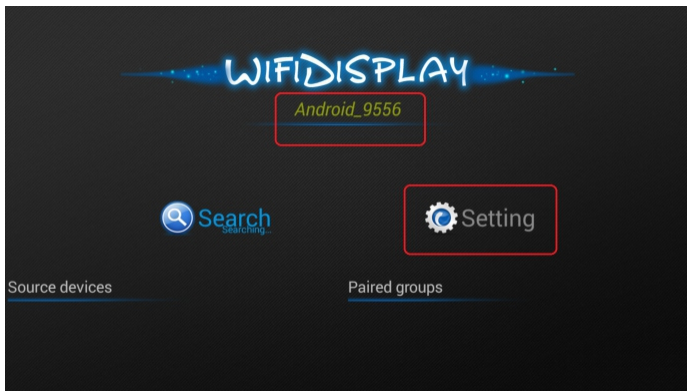 WIFIDISPLAY
Android_9556
Search
Searching...
Setting
Source devices
Paired groups